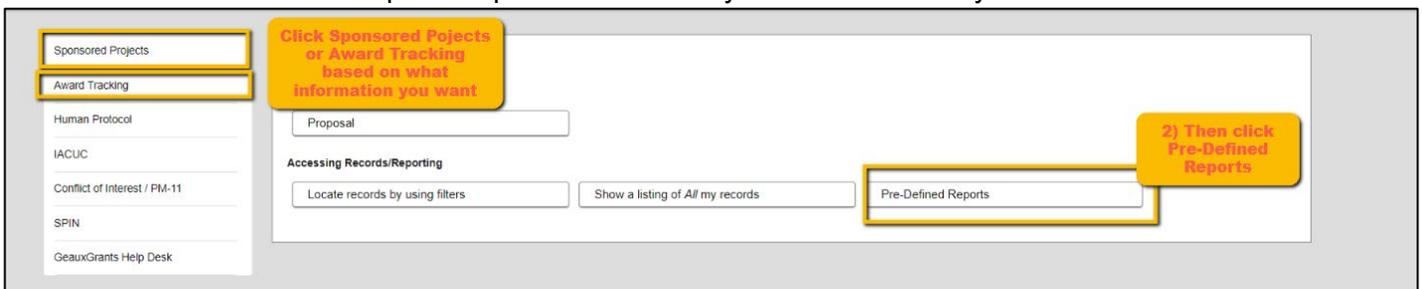 Sponsored Projects
Award Tracking
Human Protocol
IACUC
Conflict of Interest / PM-11
SPIN
GeauxGrants Help Desk
Click Sponsored Pojects
or Award Tracking
based on what
information you want
Proposal
Accessing Records/Reporting
Locate records by using filters
Show a listing of All my records
Pre-Defined Reports
2) Then click
Pre-Defined
Reports